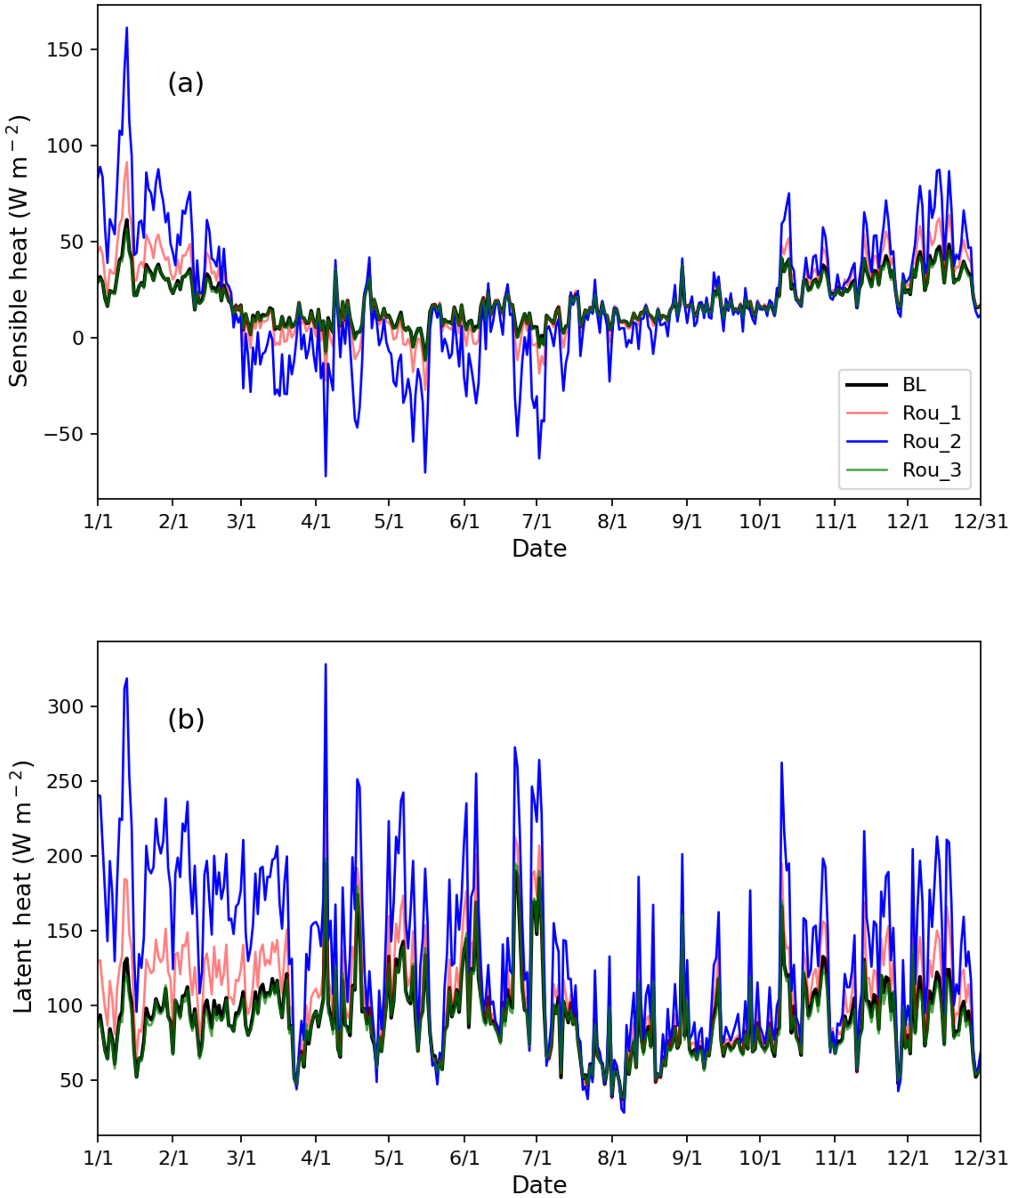 (a)
Sensible heat (W m⁻²)
150
100
50
0
−50
BL
Rou_1
Rou_2
Rou_3
1/1 2/1 3/1 4/1 5/1 6/1 7/1 8/1 9/1 10/1 11/1 12/1 12/31
Date
(b)
Latent heat (W m⁻²)
300
250
200
150
100
50
1/1 2/1 3/1 4/1 5/1 6/1 7/1 8/1 9/1 10/1 11/1 12/1 12/31
Date